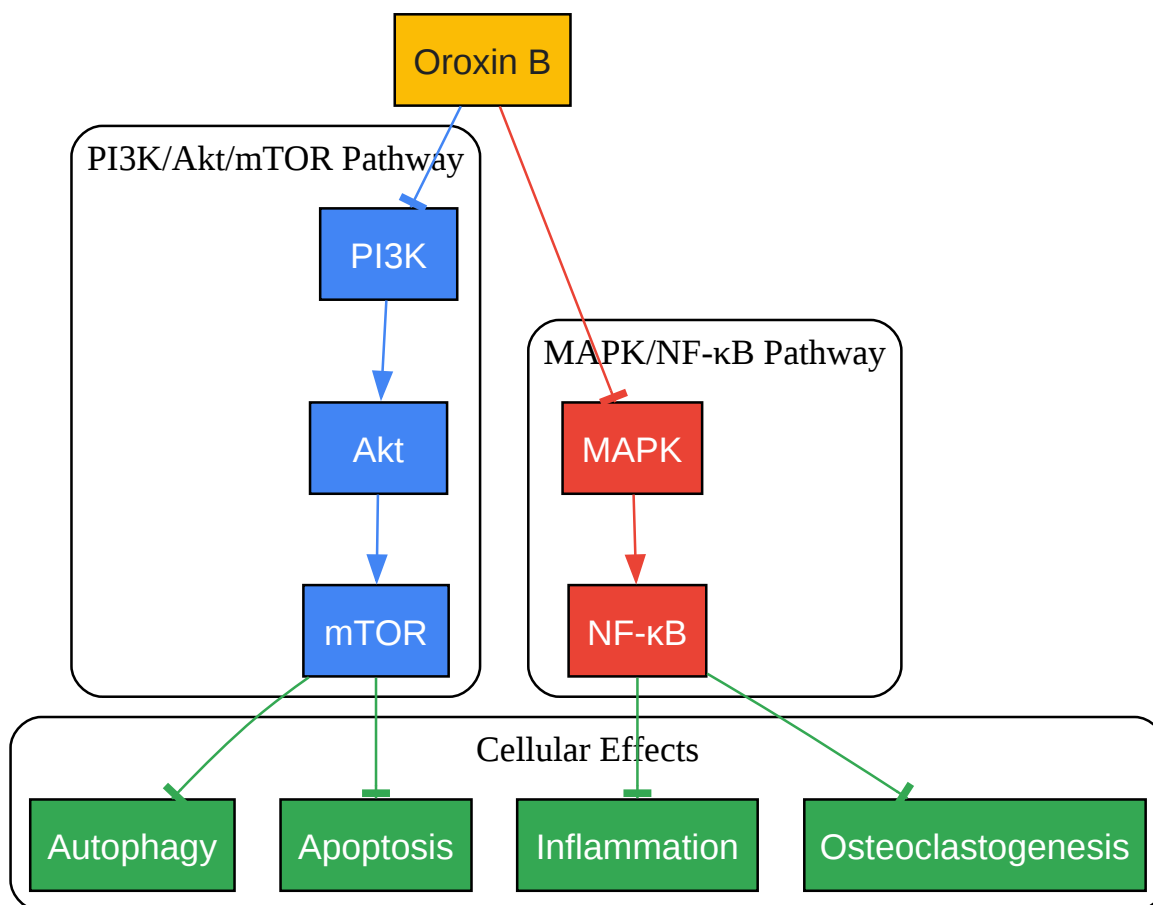 Oroxin B
PI3K/Akt/mTOR Pathway
PI3K
MAPK/NF-κB Pathway
Akt
MAPK
mTOR
NF-κB
Cellular Effects
Autophagy
Apoptosis
Inflammation
Osteoclastogenesis